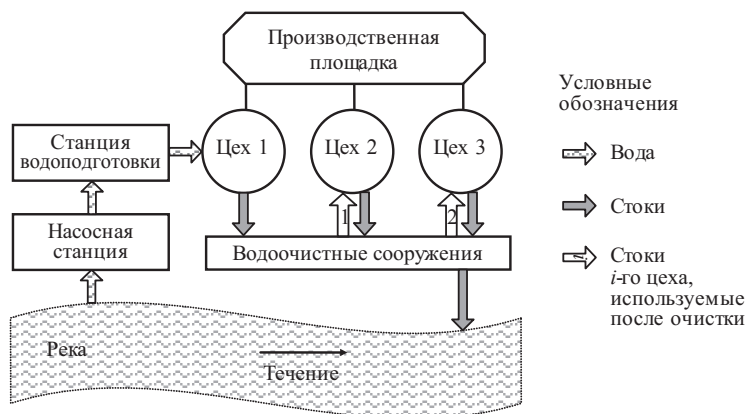 Производственная
площадка
Условные
обозначения
Станция
водоподготовки
Цех 1
Цех 2
Цех 3
Вода
Насосная
станция
1
2
Стоки
Водоочистные сооружения
Стоки
i-го цеха,
используемые
после очистки
Река
Течение